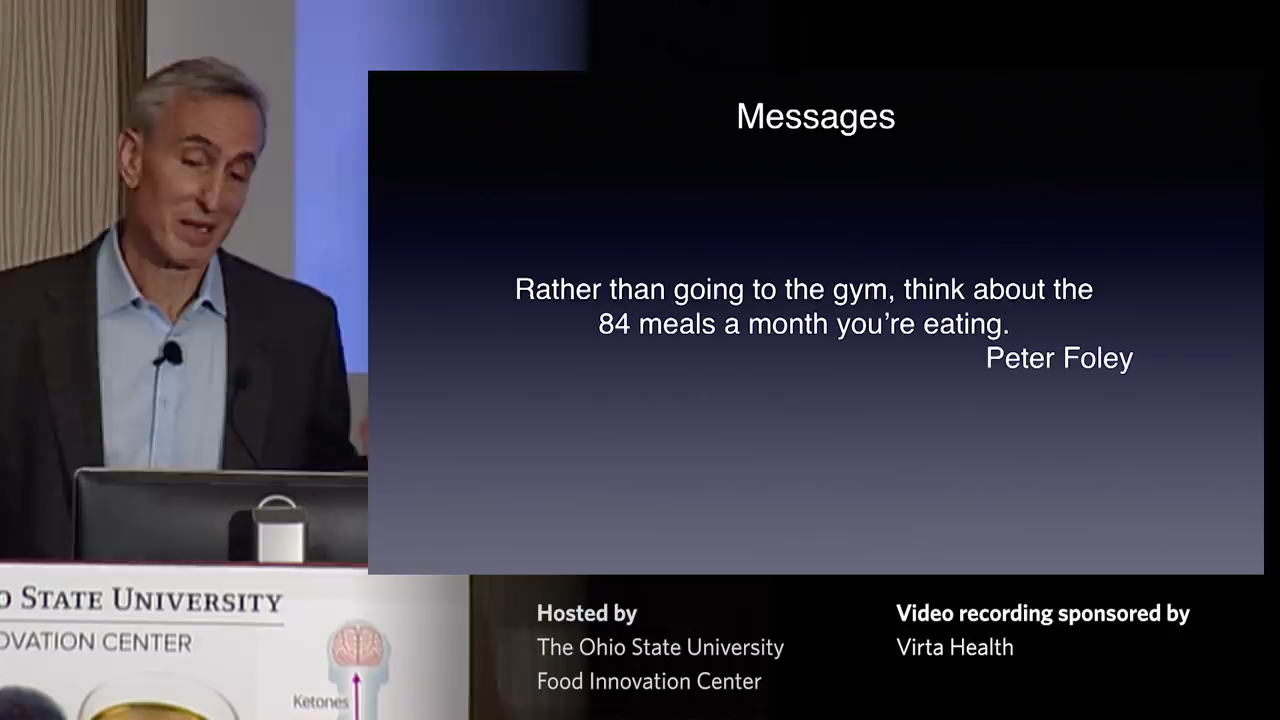 Messages
Rather than going to the gym, think about the
84 meals a month you're eating.
Peter Foley
Hosted by
The Ohio State University
Food Innovation Center
Video recording sponsored by
Virta Health
O STATE UNIVERSITY
OVATION CENTER
Ketones